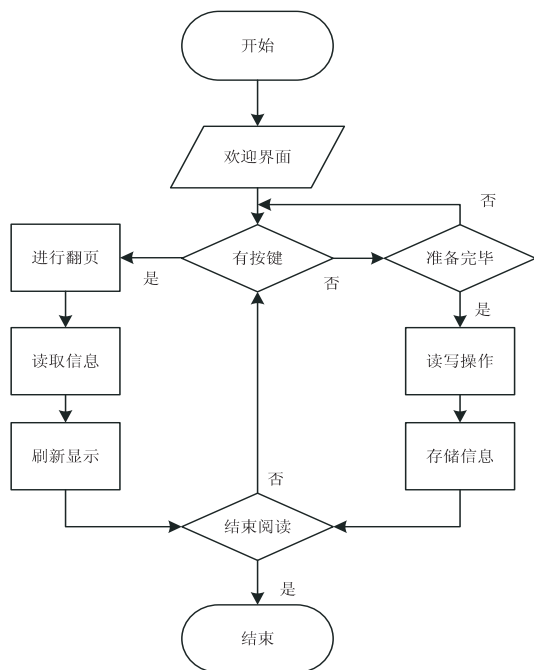 开始
欢迎界面
否
进行翻页
是
有按键
否
准备完毕
是
读取信息
读写操作
刷新显示
存储信息
否
结束阅读
是
结束